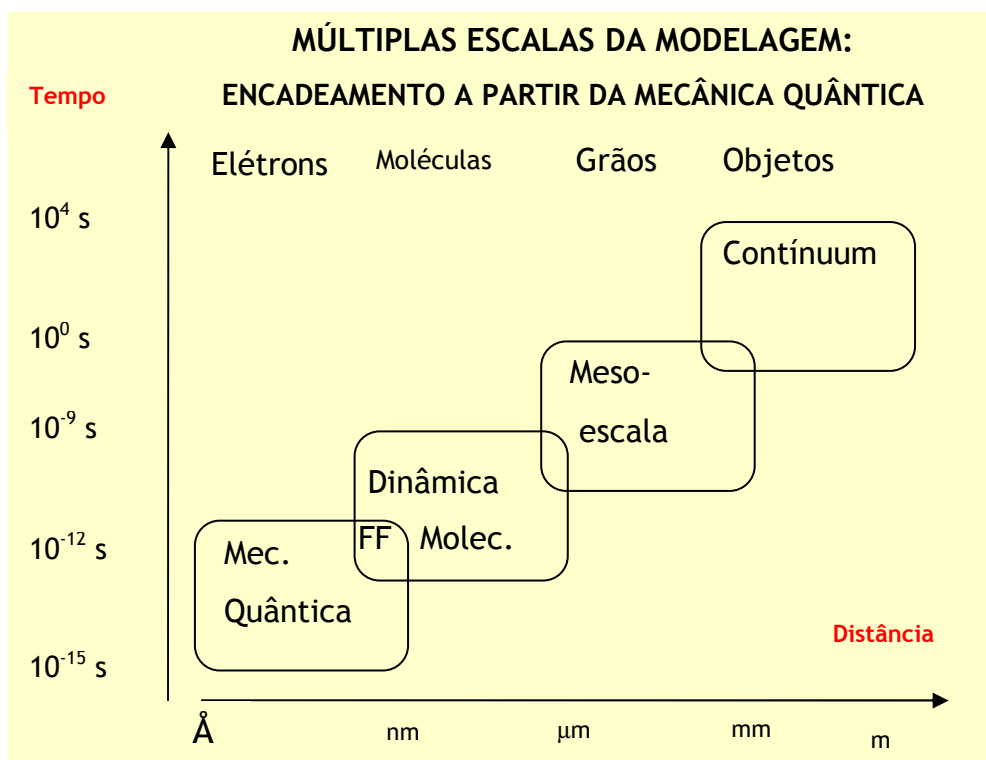 MÚLTIPLAS ESCALAS DA MODELAGEM:
Tempo
ENCADEAMENTO A PARTIR DA MECÂNICA QUÂNTICA
Elétrons
Moléculas
Grãos
Objetos
10⁴ s
Contínuum
10⁰ s
Meso-
escala
10⁻⁹ s
Dinâmica
FF Molec.
10⁻¹² s
Mec.
Quântica
Distância
10⁻¹⁵ s
Å
nm
μm
mm
m